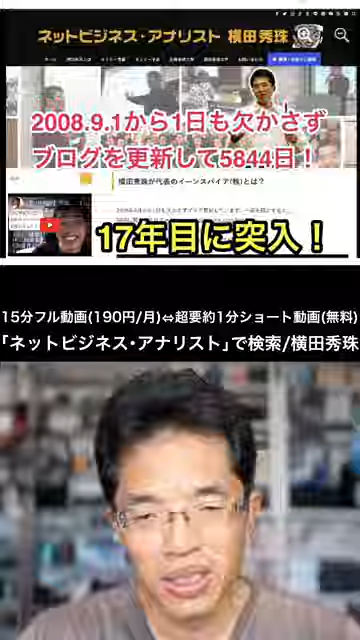 ネットビジネス・アナリスト 横田秀珠
2008.9.1から1日も欠かさず
ブログを更新して5844日！
横田秀珠が代表のイーンスパイア(株)とは？
17年目に突入！
15分フル動画(190円/月)⇔超要約1分ショート動画(無料)
「ネットビジネス・アナリスト」で検索/横田秀珠